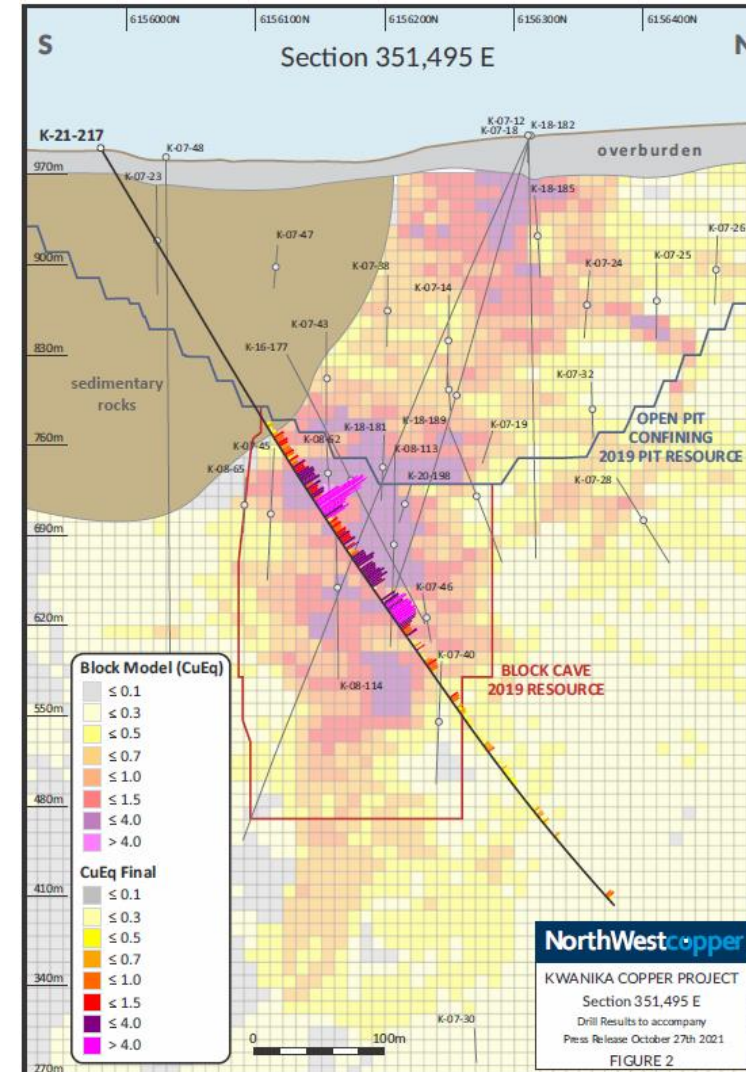 6156000N
6156100N
6156200N
6156300N
6156400N
S
Section 351,495 E
N
K-21-217
K-07-48
K-07-12
K-07-18
K-18-182
overburden
970m
K-07-23
K-18-185
K-07-47
K-07-26
900m
K-07-38
K-07-24
K-07-25
K-07-14
K-07-43
830m
K-16-177
K-07-32
sedimentary
rocks
K-18-181
K-18-189
K-07-19
OPEN PIT
CONFINING
2019 PIT RESOURCE
760m
K-07-45
K-08-62
K-08-113
K-08-65
K-20-198
K-07-28
690m
K-07-46
620m
K-07-40
BLOCK CAVE
2019 RESOURCE
K-08-114
550m
480m
410m
340m
270m
Block Model (CuEq)
≤ 0.1
≤ 0.3
≤ 0.5
≤ 0.7
≤ 1.0
≤ 1.5
≤ 4.0
> 4.0
CuEq Final
≤ 0.1
≤ 0.3
≤ 0.5
≤ 0.7
≤ 1.0
≤ 1.5
≤ 4.0
> 4.0
K-07-30
0
100m
NorthWestcopper
KWANIKA COPPER PROJECT
Section 351,495 E
Drill Results to accompany
Press Release October 27th 2021
FIGURE 2